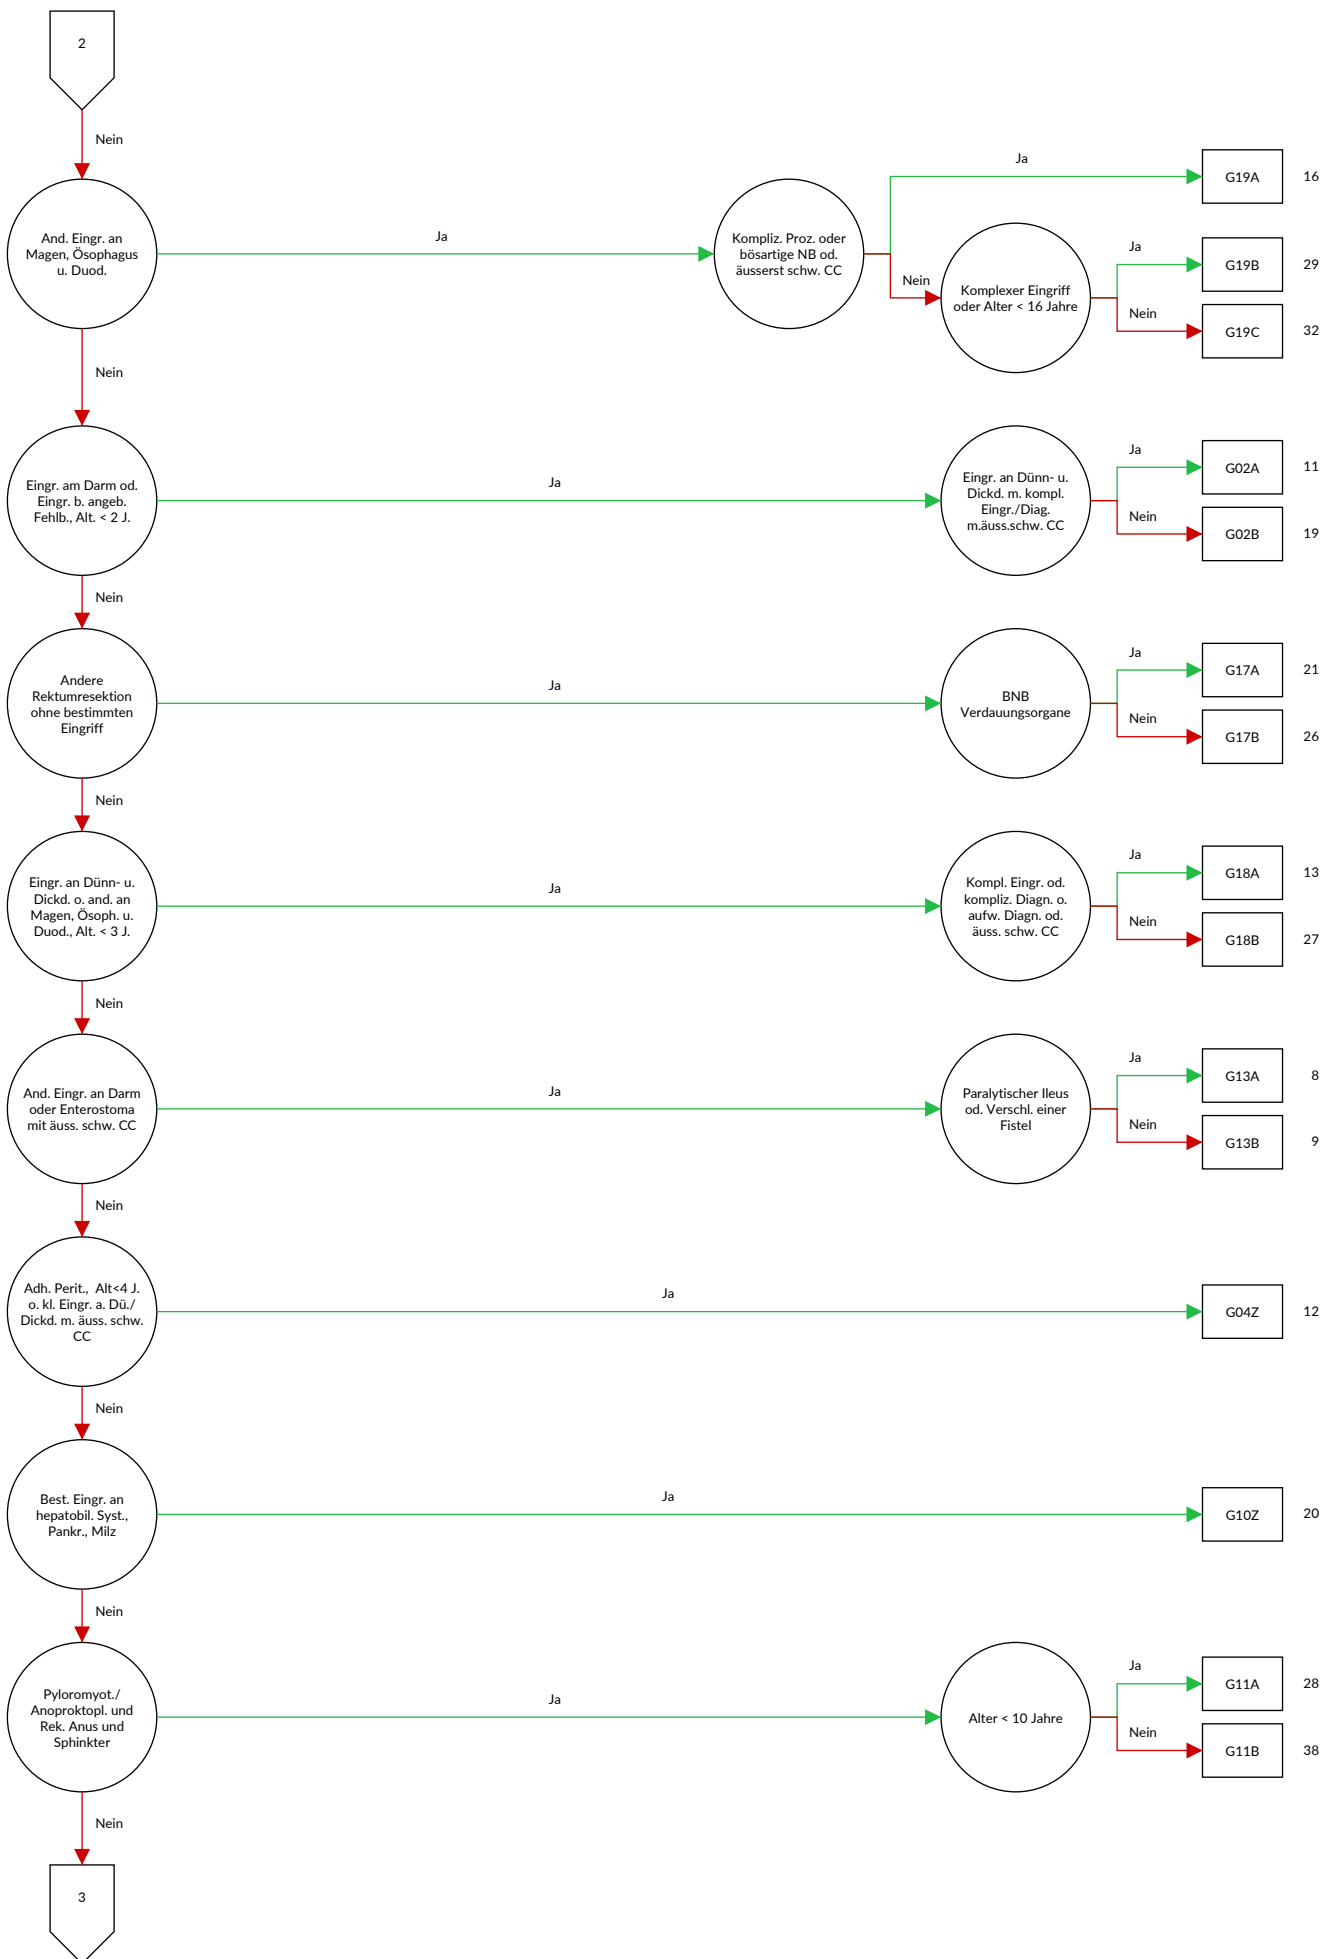 2
Nein
And. Eingr. an
Magen, Ösophagus
u. Duod.
Ja
Kompliz. Proz. oder
bösartige NB od.
äusserst schw. CC
Ja
G19A
16
Nein
Komplexer Eingriff
oder Alter < 16 Jahre
Ja
G19B
29
Nein
G19C
32
Nein
Eingr. am Darm od.
Eingr. b. angeb.
Fehlb., Alt. < 2 J.
Ja
Eingr. an Dünn- u.
Dickd. m. kompl.
Eingr./Diag.
m.äuss.schw. CC
Ja
G02A
11
Nein
G02B
19
Nein
Andere
Rektumresektion
ohne bestimmten
Eingriff
Ja
BNB
Verdauungsorgane
Ja
G17A
21
Nein
G17B
26
Nein
Eingr. an Dünn- u.
Dickd. o. and. an
Magen, Ösoph. u.
Duod., Alt. < 3 J.
Ja
Kompl. Eingr. od.
kompliz. Diagn. o.
aufw. Diagn. od.
äuss. schw. CC
Ja
G18A
13
Nein
G18B
27
Nein
And. Eingr. an Darm
oder Enterostoma
mit äuss. schw. CC
Ja
Paralytischer Ileus
od. Verschl. einer
Fistel
Ja
G13A
8
Nein
G13B
9
Nein
Adh. Perit., Alt<4 J.
o. kl. Eingr. a. Dü./
Dickd. m. äuss. schw.
CC
Ja
G04Z
12
Nein
Best. Eingr. an
hepatobil. Syst.,
Pankr., Milz
Ja
G10Z
20
Nein
Pyloromyot./
Anoproktopl. und
Rek. Anus und
Sphinkter
Ja
Alter < 10 Jahre
Ja
G11A
28
Nein
G11B
38
Nein
3